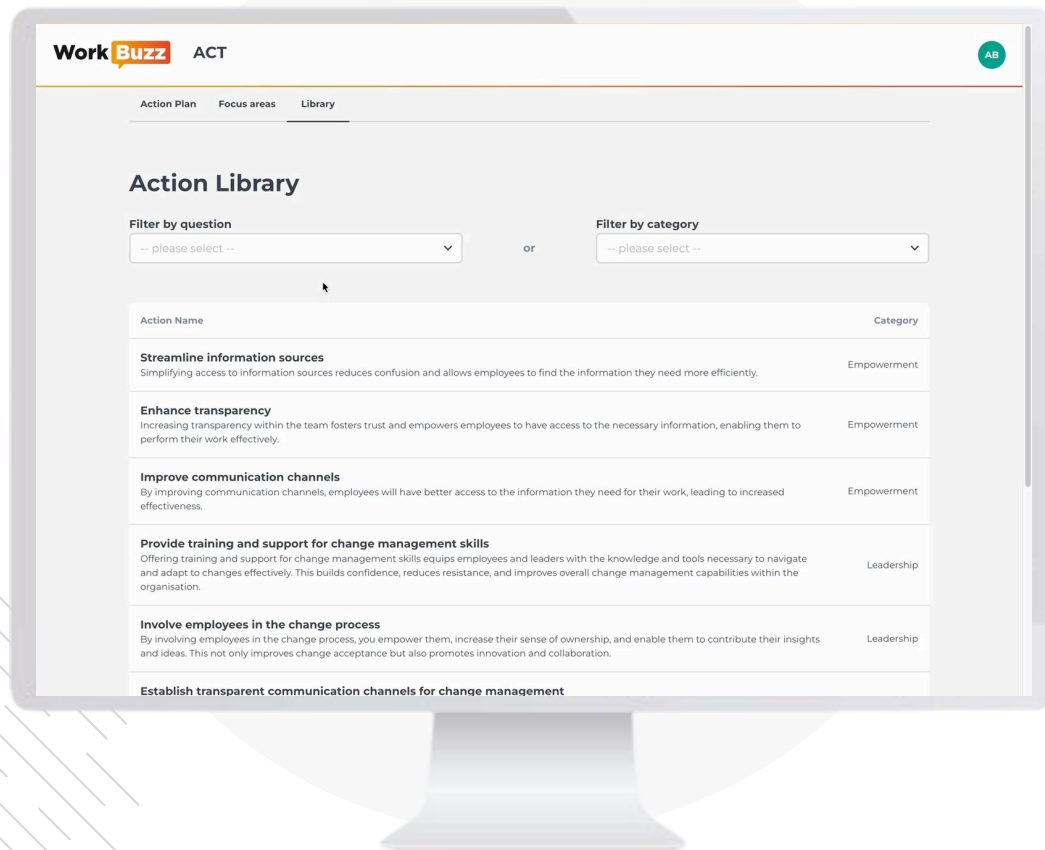 Work Buzz ACT AB
Action Plan Focus areas Library
Action Library
Filter by question Filter by category
-- please select -- or -- please select --
Action Name Category
Streamline information sources
Simplifying access to information sources reduces confusion and allows employees to find the information they need more efficiently.
Empowerment
Enhance transparency
Increasing transparency within the team fosters trust and empowers employees to have access to the necessary information, enabling them to
perform their work effectively.
Empowerment
Improve communication channels
By improving communication channels, employees will have better access to the information they need for their work, leading to increased
effectiveness.
Empowerment
Provide training and support for change management skills
Offering training and support for change management skills equips employees and leaders with the knowledge and tools necessary to navigate
and adapt to changes effectively. This builds confidence, reduces resistance, and improves overall change management capabilities within the
organisation.
Leadership
Involve employees in the change process
By involving employees in the change process, you empower them, increase their sense of ownership, and enable them to contribute their insights
and ideas. This not only improves change acceptance but also promotes innovation and collaboration.
Leadership
Establish transparent communication channels for change management